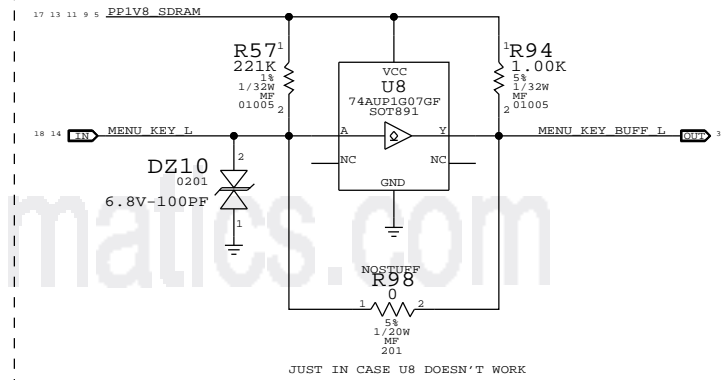 17 13 11 9 5 PP1V8_SDRAM
R57 1
221K
1%
1/32W
MF
01005
2
VCC
U8
74AUP1G07GF
SOT891
1 R94
1.00K
5%
1/32W
MF
01005
2
18 14 IN MENU_KEY_L
A
Y
MENU_KEY_BUFF_L OUT 3
NC
NC
GND
DZ10
0201
6.8V-100PF
2
1
matics.com
NOSTUFF
R98
0
1 2
5%
1/20W
MF
201
JUST IN CASE U8 DOESN'T WORK